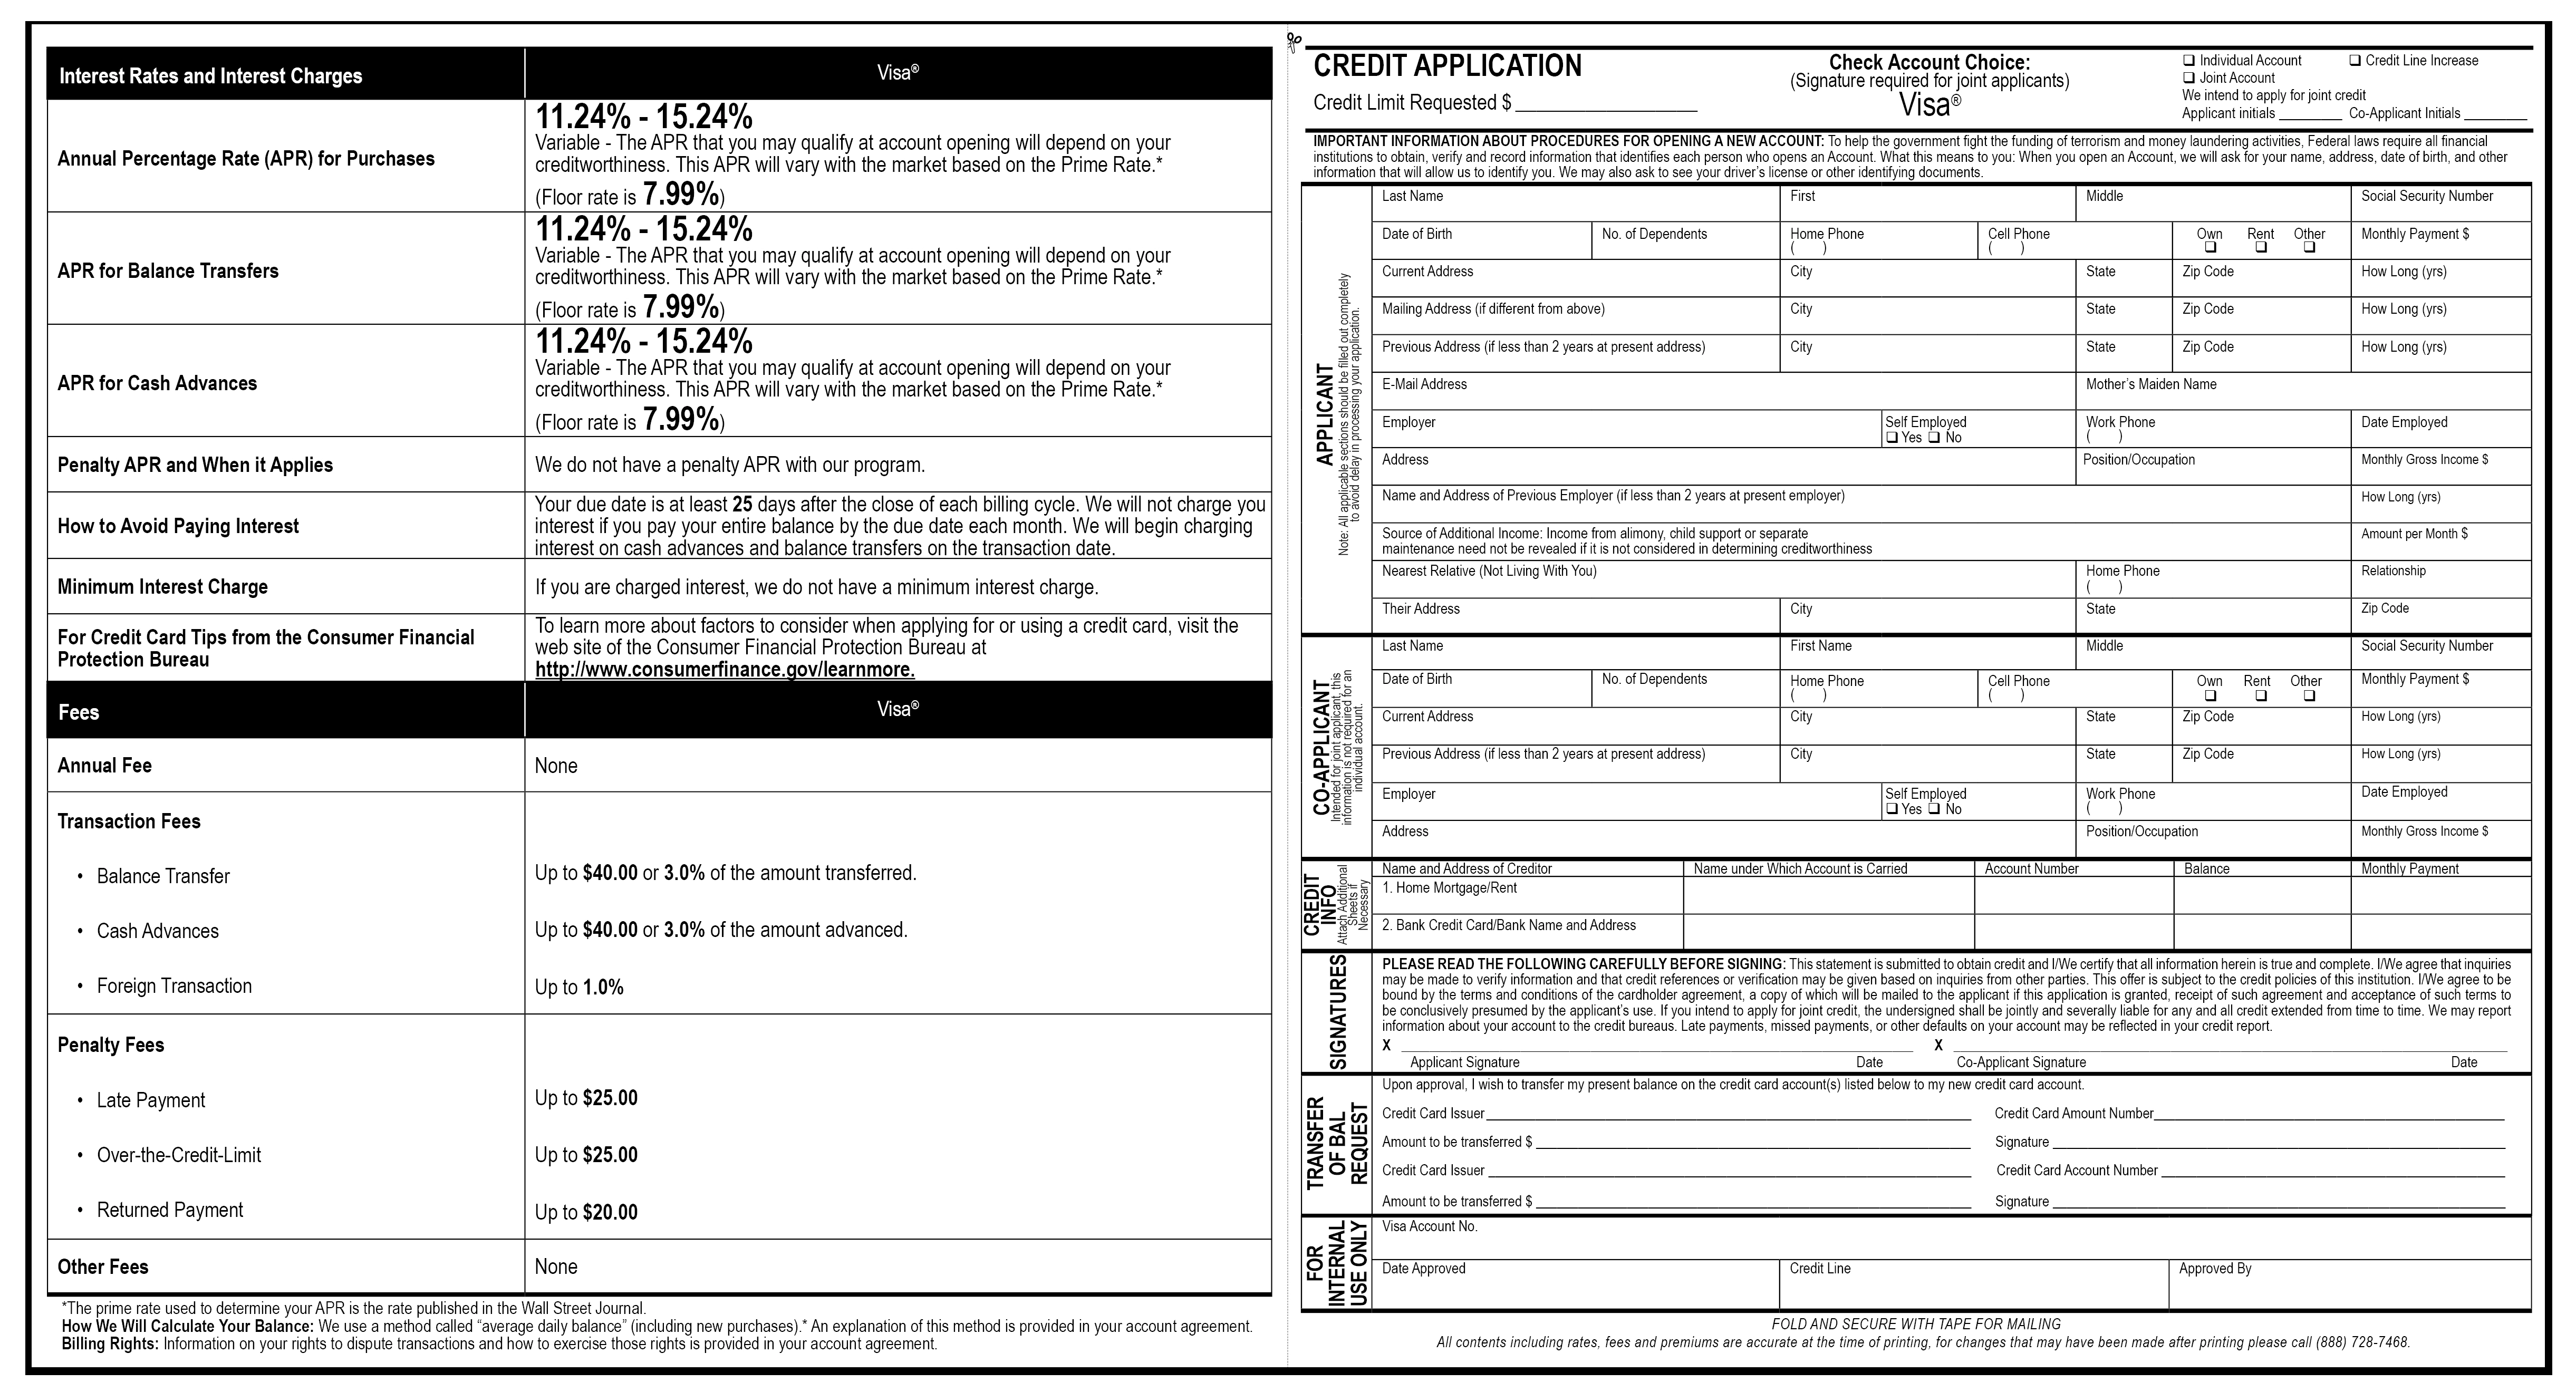 Interest Rates and Interest Charges
Visa®
Annual Percentage Rate (APR) for Purchases
11.24% - 15.24%
Variable - The APR that you may qualify at account opening will depend on your
creditworthiness. This APR will vary with the market based on the Prime Rate.*
(Floor rate is 7.99%)
APR for Balance Transfers
11.24% - 15.24%
Variable - The APR that you may qualify at account opening will depend on your
creditworthiness. This APR will vary with the market based on the Prime Rate.*
(Floor rate is 7.99%)
APR for Cash Advances
11.24% - 15.24%
Variable - The APR that you may qualify at account opening will depend on your
creditworthiness. This APR will vary with the market based on the Prime Rate.*
(Floor rate is 7.99%)
Penalty APR and When it Applies
We do not have a penalty APR with our program.
How to Avoid Paying Interest
Your due date is at least 25 days after the close of each billing cycle. We will not charge you
interest if you pay your entire balance by the due date each month. We will begin charging
interest on cash advances and balance transfers on the transaction date.
Minimum Interest Charge
If you are charged interest, we do not have a minimum interest charge.
For Credit Card Tips from the Consumer Financial
Protection Bureau
To learn more about factors to consider when applying for or using a credit card, visit the
web site of the Consumer Financial Protection Bureau at
http://www.consumerfinance.gov/learnmore.
Fees
Visa®
Annual Fee
None
Transaction Fees
• Balance Transfer
Up to $40.00 or 3.0% of the amount transferred.
• Cash Advances
Up to $40.00 or 3.0% of the amount advanced.
• Foreign Transaction
Up to 1.0%
Penalty Fees
• Late Payment
Up to $25.00
• Over-the-Credit-Limit
Up to $25.00
• Returned Payment
Up to $20.00
Other Fees
None
*The prime rate used to determine your APR is the rate published in the Wall Street Journal.
How We Will Calculate Your Balance: We use a method called “average daily balance” (including new purchases).* An explanation of this method is provided in your account agreement.
Billing Rights: Information on your rights to dispute transactions and how to exercise those rights is provided in your account agreement.
CREDIT APPLICATION
Credit Limit Requested $
Check Account Choice:
(Signature required for joint applicants)
Visa®
❑ Individual Account ❑ Credit Line Increase
❑ Joint Account
We intend to apply for joint credit
Applicant initials Co-Applicant Initials
IMPORTANT INFORMATION ABOUT PROCEDURES FOR OPENING A NEW ACCOUNT: To help the government fight the funding of terrorism and money laundering activities, Federal laws require all financial
institutions to obtain, verify and record information that identifies each person who opens an Account. What this means to you: When you open an Account, we will ask for your name, address, date of birth, and other
information that will allow us to identify you. We may also ask to see your driver’s license or other identifying documents.
APPLICANT
Note: All applicable sections should be filled out completely
to avoid delay in processing your application.
Last Name First Middle Social Security Number
Date of Birth No. of Dependents Home Phone Cell Phone Own Rent Other Monthly Payment $
( ) ( ) ❑ ❑ ❑
Current Address City State Zip Code How Long (yrs)
Mailing Address (if different from above) City State Zip Code How Long (yrs)
Previous Address (if less than 2 years at present address) City State Zip Code How Long (yrs)
E-Mail Address Mother’s Maiden Name
Employer Self Employed Work Phone Date Employed
❑ Yes ❑ No ( )
Address Position/Occupation Monthly Gross Income $
Name and Address of Previous Employer (if less than 2 years at present employer) How Long (yrs)
Source of Additional Income: Income from alimony, child support or separate Amount per Month $
maintenance need not be revealed if it is not considered in determining creditworthiness
Nearest Relative (Not Living With You) Home Phone Relationship
( )
Their Address City State Zip Code
CO-APPLICANT
Intended for joint applicant, this
information is not required for an
individual account.
Last Name First Name Middle Social Security Number
Date of Birth No. of Dependents Home Phone Cell Phone Own Rent Other Monthly Payment $
( ) ( ) ❑ ❑ ❑
Current Address City State Zip Code How Long (yrs)
Previous Address (if less than 2 years at present address) City State Zip Code How Long (yrs)
Employer Self Employed Work Phone Date Employed
❑ Yes ❑ No ( )
Address Position/Occupation Monthly Gross Income $
CREDIT
INFO
Attach Additional
Sheets if
Necessary
Name and Address of Creditor Name under Which Account is Carried Account Number Balance Monthly Payment
1. Home Mortgage/Rent
2. Bank Credit Card/Bank Name and Address
SIGNATURES
PLEASE READ THE FOLLOWING CAREFULLY BEFORE SIGNING: This statement is submitted to obtain credit and I/We certify that all information herein is true and complete. I/We agree that inquiries
may be made to verify information and that credit references or verification may be given based on inquiries from other parties. This offer is subject to the credit policies of this institution. I/We agree to be
bound by the terms and conditions of the cardholder agreement, a copy of which will be mailed to the applicant if this application is granted, receipt of such agreement and acceptance of such terms to
be conclusively presumed by the applicant’s use. If you intend to apply for joint credit, the undersigned shall be jointly and severally liable for any and all credit extended from time to time. We may report
information about your account to the credit bureaus. Late payments, missed payments, or other defaults on your account may be reflected in your credit report.
X X
Applicant Signature Date Co-Applicant Signature Date
TRANSFER
OF BAL
REQUEST
Upon approval, I wish to transfer my present balance on the credit card account(s) listed below to my new credit card account.
Credit Card Issuer Credit Card Amount Number
Amount to be transferred $ Signature
Credit Card Issuer Credit Card Account Number
Amount to be transferred $ Signature
FOR
INTERNAL
USE ONLY
Visa Account No.
Date Approved Credit Line Approved By
FOLD AND SECURE WITH TAPE FOR MAILING
All contents including rates, fees and premiums are accurate at the time of printing, for changes that may have been made after printing please call (888) 728-7468.